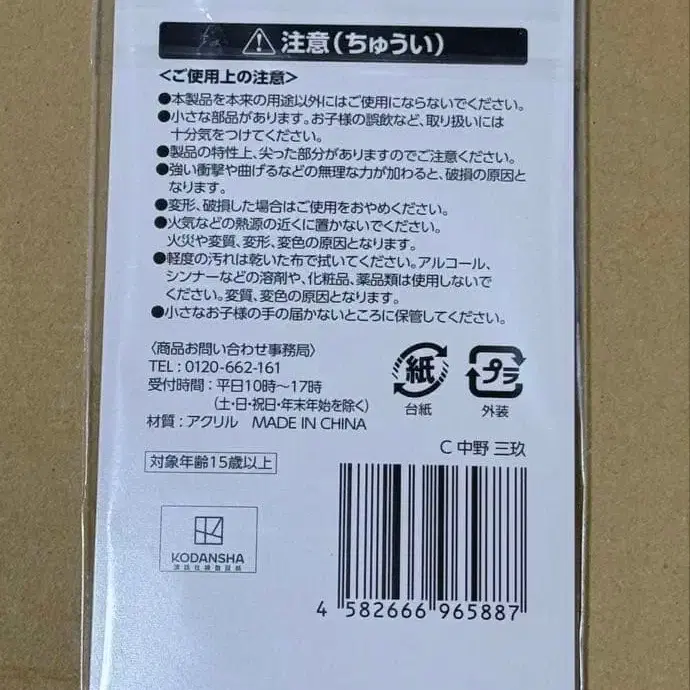 注意(ちゅうい)
<ご使用上の注意>
●本製品を本来の用途以外にはご使用にならないでください。
●小さな部品があります。お子様の誤飲など、取り扱いには
十分気をつけてください。
●製品の特性上、尖った部分がありますのでご注意ください。
●強い衝撃や曲げるなどの無理な力が加わると、破損の原因と
なります。
●変形、破損した場合はご使用をおやめください。
●火気などの熱源の近くに置かないでください。
火災や変質、変形、変色の原因となります。
●軽度の汚れは乾いた布で拭いてください。アルコール、
シンナーなどの溶剤や、化粧品、薬品類は使用しないで
ください。変質、変色の原因となります。
●小さなお子様の手の届かないところに保管してください。
〈商品お問い合わせ事務局〉
TEL:0120-662-161
受付時間:平日10時~17時
(土・日・祝日・年末年始を除く)
材質:アクリル MADE IN CHINA
紙
台紙
プラ
外装
C 中野 三玖
対象年齢15歳以上
KODANSHA
4 582666 965887